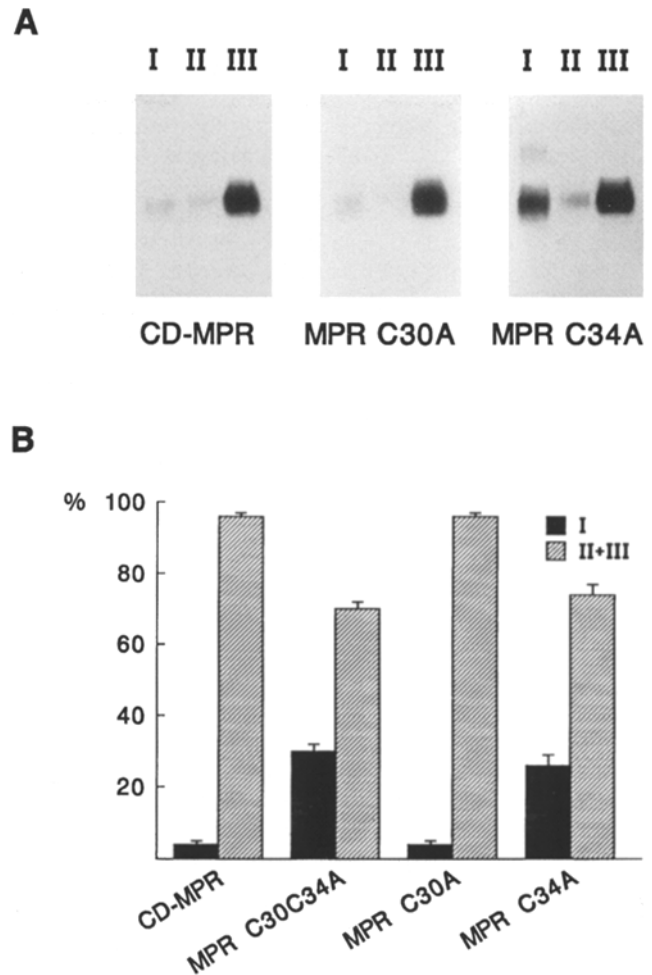 A
I II III I II III I II III
CD-MPR MPR C30A MPR C34A
B
% 100
80
60
40
20
I
II+III
CD-MPR
MPR C30C34A
MPR C30A
MPR C34A